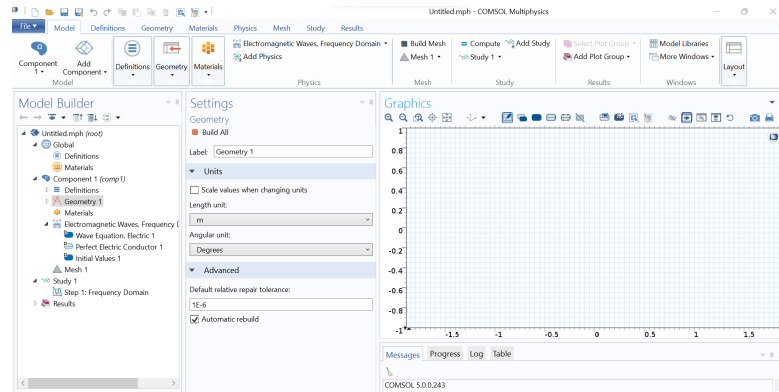 Untitled.mph - COMSOL Multiphysics
File Model Definitions Geometry Materials Physics Mesh Study Results
Component 1 Add Component Definitions Geometry Materials
Electromagnetic Waves, Frequency Domain
Add Physics
Build Mesh
Mesh 1
Compute Add Study
Study 1
Select Plot Group
Add Plot Group
Model Libraries
More Windows
Layout
Model Physics Mesh Study Results Windows
Model Builder
Untitled.mph (root)
Global
Definitions
Materials
Component 1 (comp1)
Definitions
Geometry 1
Materials
Electromagnetic Waves, Frequency D
Wave Equation, Electric 1
Perfect Electric Conductor 1
Initial Values 1
Mesh 1
Study 1
Step 1: Frequency Domain
Results
Settings
Geometry
Build All
Label: Geometry 1
Units
Scale values when changing units
Length unit:
m
Angular unit:
Degrees
Advanced
Default relative repair tolerance:
1E-6
Automatic rebuild
Graphics
1
0.8
0.6
0.4
0.2
0
-0.2
-0.4
-0.6
-0.8
-1
-1.5 -1 -0.5 0 0.5 1 1.5
Messages Progress Log Table
COMSOL 5.0.0.243